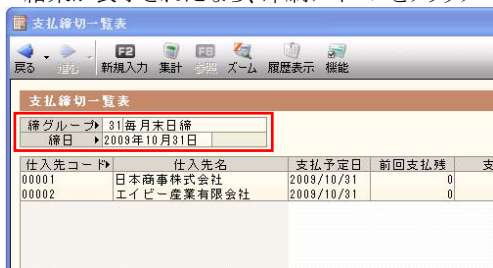 支払締切一覧表
戻る 進む 新規入力 集計 参照 ズーム 履歴表示 機能
F2 F8
支払締切一覧表
締グループ 31 毎月末日締
締日 2009年10月31日
仕入先コード 仕入先名 支払予定日 前回支払残 支
00001 日本商事株式会社 2009/10/31 0
00002 エイビー産業有限会社 2009/10/31 0